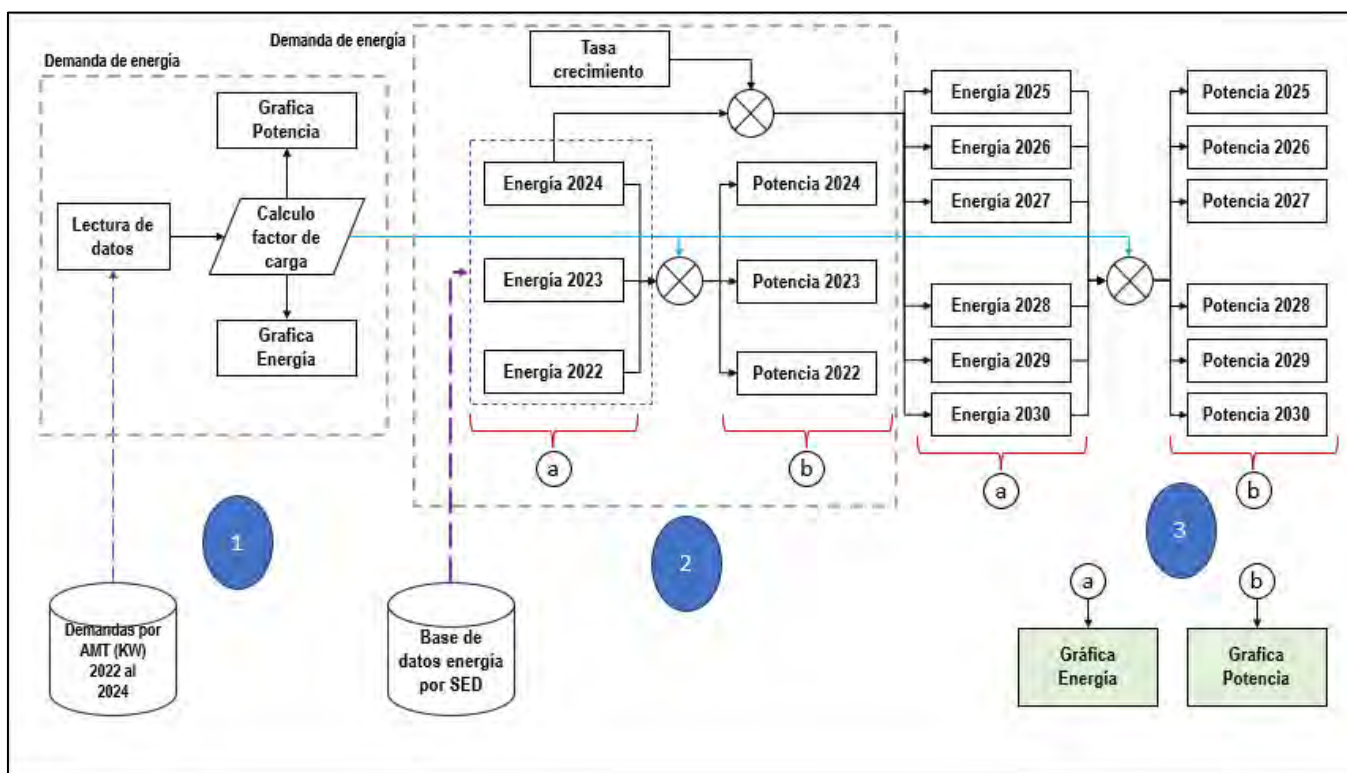 Demanda de energía
Demanda de energía
Grafica
Potencia
Lectura de
datos
Calculo
factor de
carga
Grafica
Energía
1
Demandas por
AMT (KW)
2022 al
2024
Tasa
crecimiento
Energía 2024
Energía 2023
Energía 2022
a
Potencia 2024
Potencia 2023
Potencia 2022
b
2
Base de
datos energía
por SED
Energía 2025
Energía 2026
Energía 2027
Energía 2028
Energía 2029
Energía 2030
a
Potencia 2025
Potencia 2026
Potencia 2027
Potencia 2028
Potencia 2029
Potencia 2030
b
3
a
Gráfica
Energía
b
Grafica
Potencia